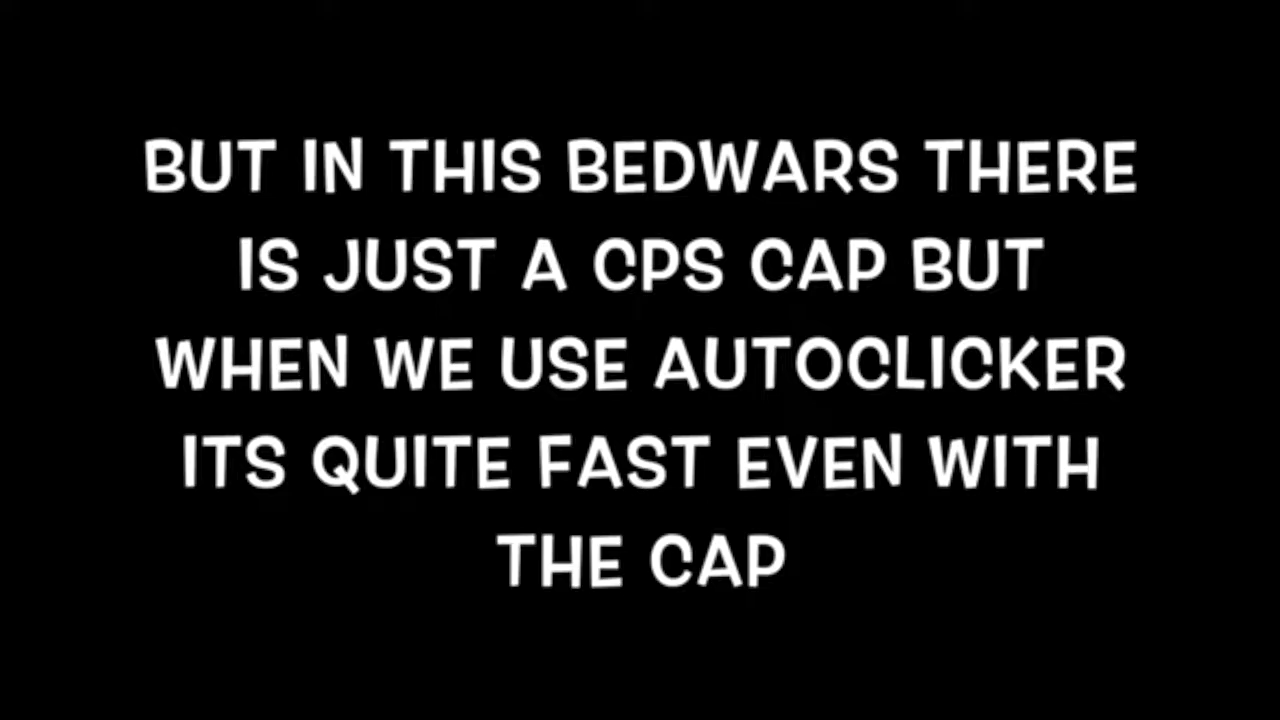 BUT IN THIS BEDWARS THERE
IS JUST A CPS CAP BUT
WHEN WE USE AUTOCLICKER
ITS QUITE FAST EVEN WITH
THE CAP